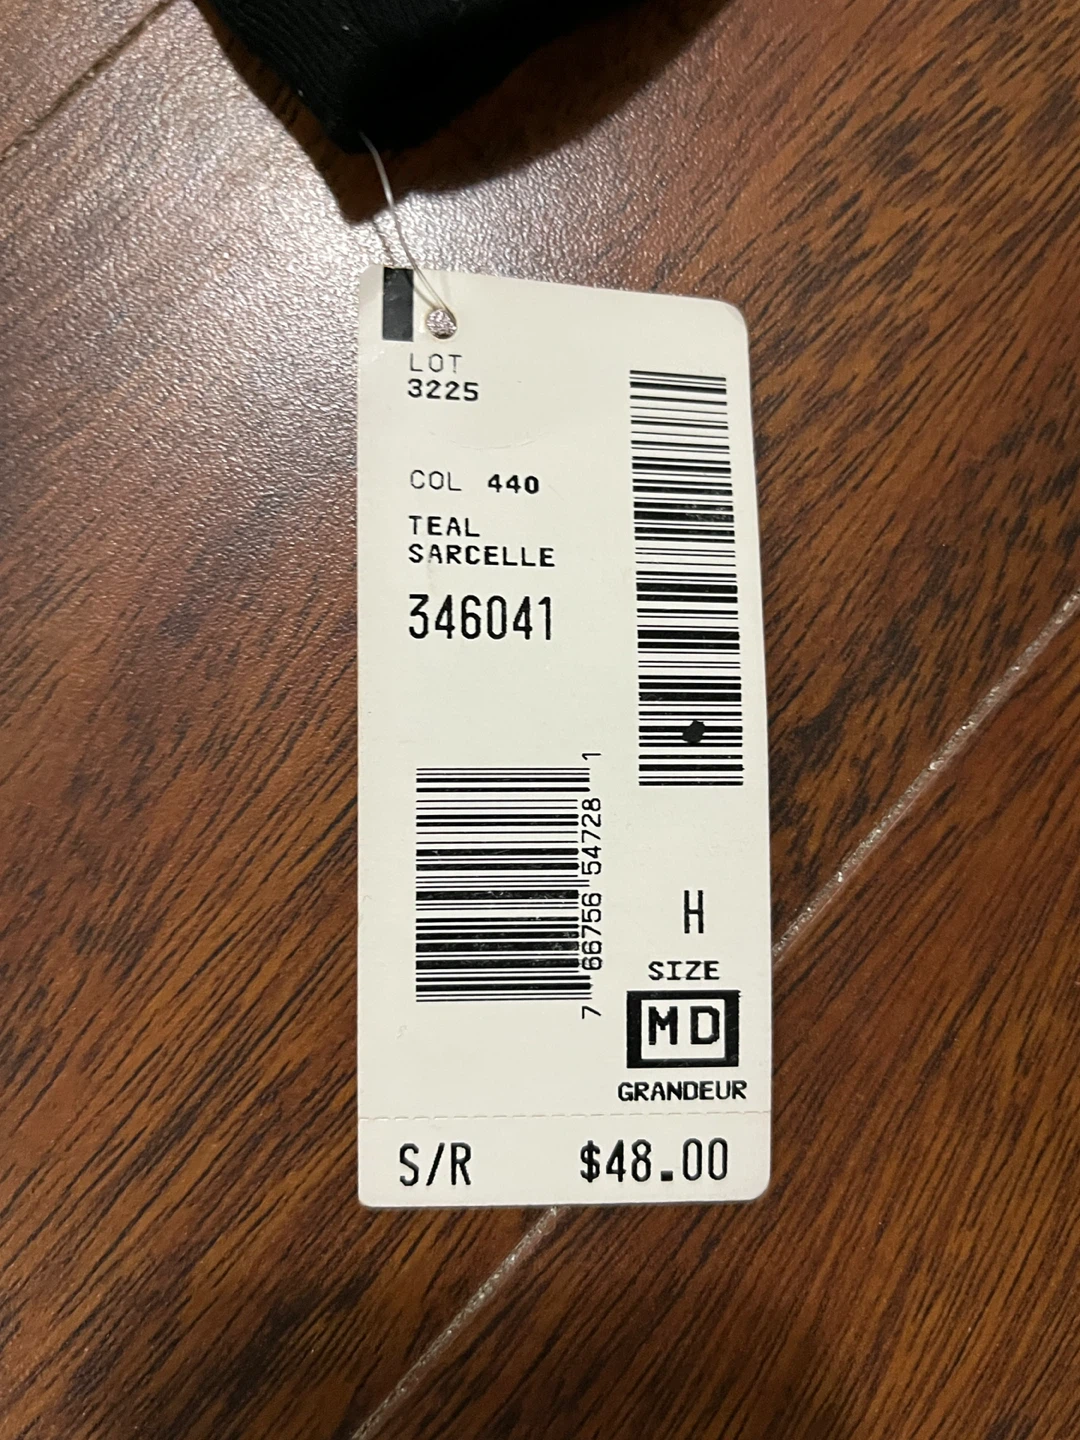 LOT
3225
COL 440
TEAL
SARCELLE
346041
7 66756 54728 1
H
SIZE
MD
GRANDEUR
S/R $48.00